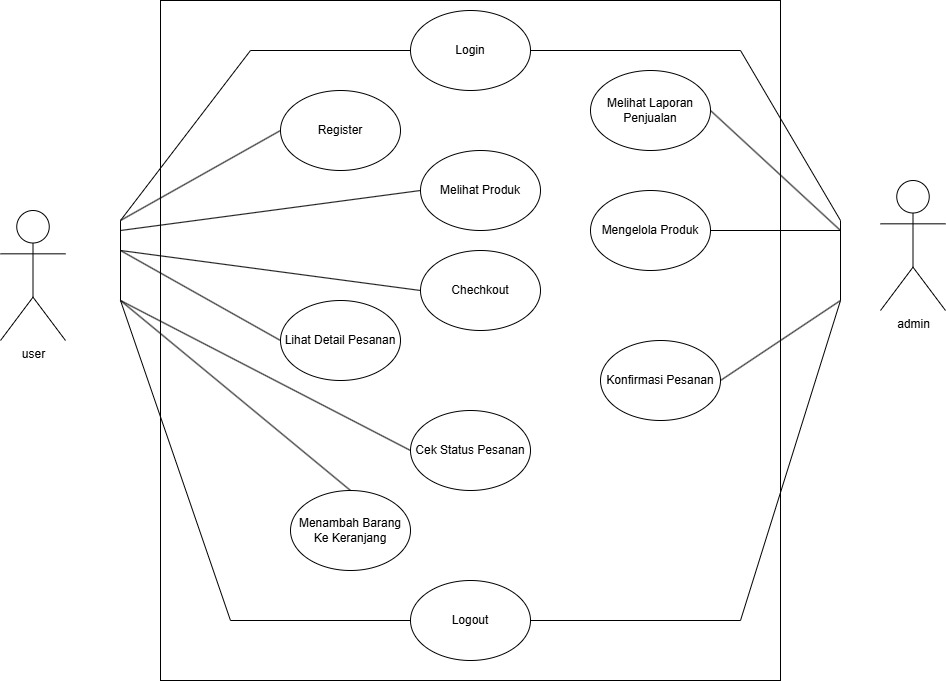 Login
Register
Melihat Laporan
Penjualan
Melihat Produk
Mengelola Produk
Chechkout
Lihat Detail Pesanan
user
admin
Konfirmasi Pesanan
Cek Status Pesanan
Menambah Barang
Ke Keranjang
Logout